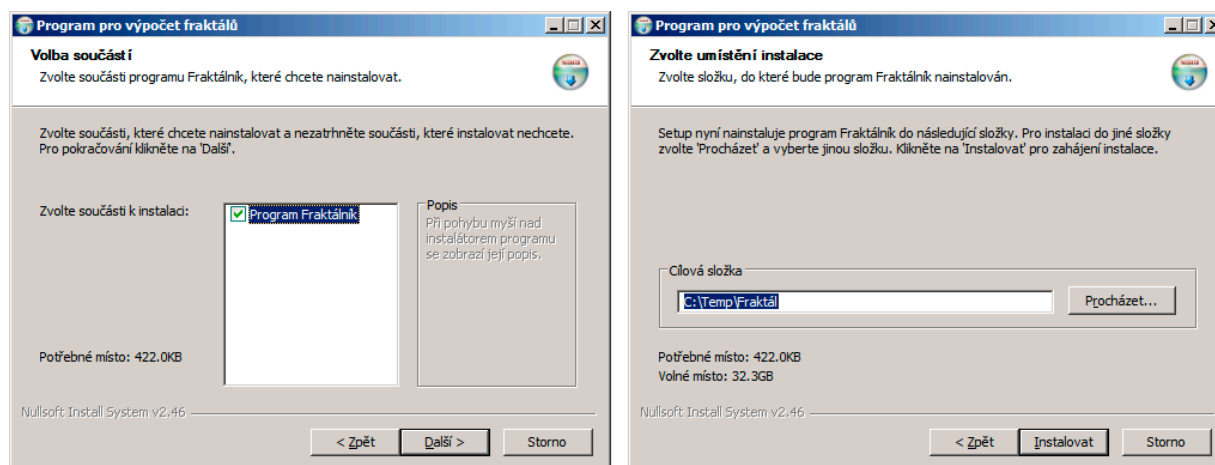 Program pro výpočet fraktálů
Volba součástí
Zvolte součásti programu Fraktálník, které chcete nainstalovat.
Zvolte součásti, které chcete nainstalovat a nezatrhněte součásti, které instalovat nechcete.
Pro pokračování klikněte na 'Další'.
Zvolte součásti k instalaci:
Program Fraktálník
Popis
Při pohybu myší nad
instalátorem programu
se zobrazí její popis.
Potřebné místo: 422.0KB
Nullsoft Install System v2.46
< Zpět
Další >
Storno
Program pro výpočet fraktálů
Zvolte umístění instalace
Zvolte složku, do které bude program Fraktálník nainstalován.
Setup nyní nainstaluje program Fraktálník do následující složky. Pro instalaci do jiné složky
zvolte 'Procházet' a vyberte jinou složku. Klikněte na 'Instalovat' pro zahájení instalace.
Cílová složka
C:\Temp\Fraktál
Procházet...
Potřebné místo: 422.0KB
Volné místo: 32.3GB
Nullsoft Install System v2.46
< Zpět
Instalovat
Storno